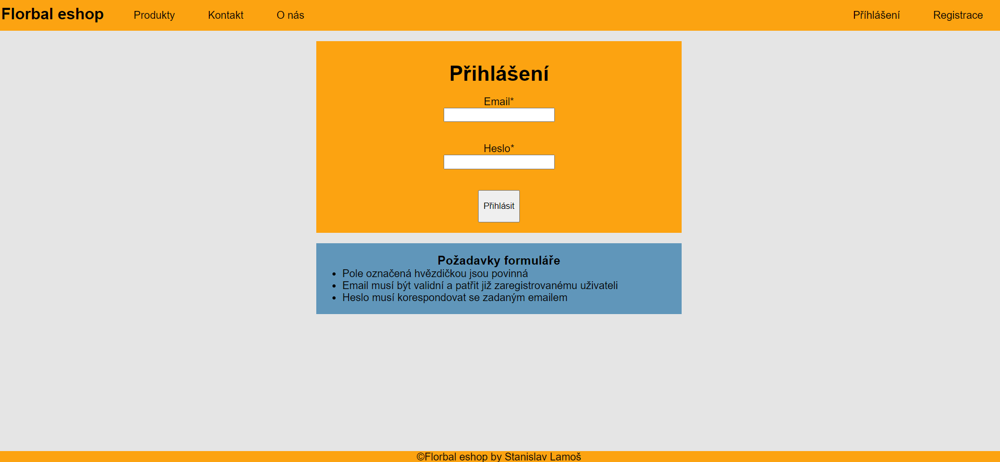 Florbal eshop Produkty Kontakt O nás Příhlášení Registrace
Přihlášení
Email*
Heslo*
Přihlásit
Požadavky formuláře
• Pole označená hvězdičkou jsou povinná
• Email musí být validní a patřit již zaregistrovanému uživateli
• Heslo musí korespondovat se zadaným emailem
©Florbal eshop by Stanislav Lamoš